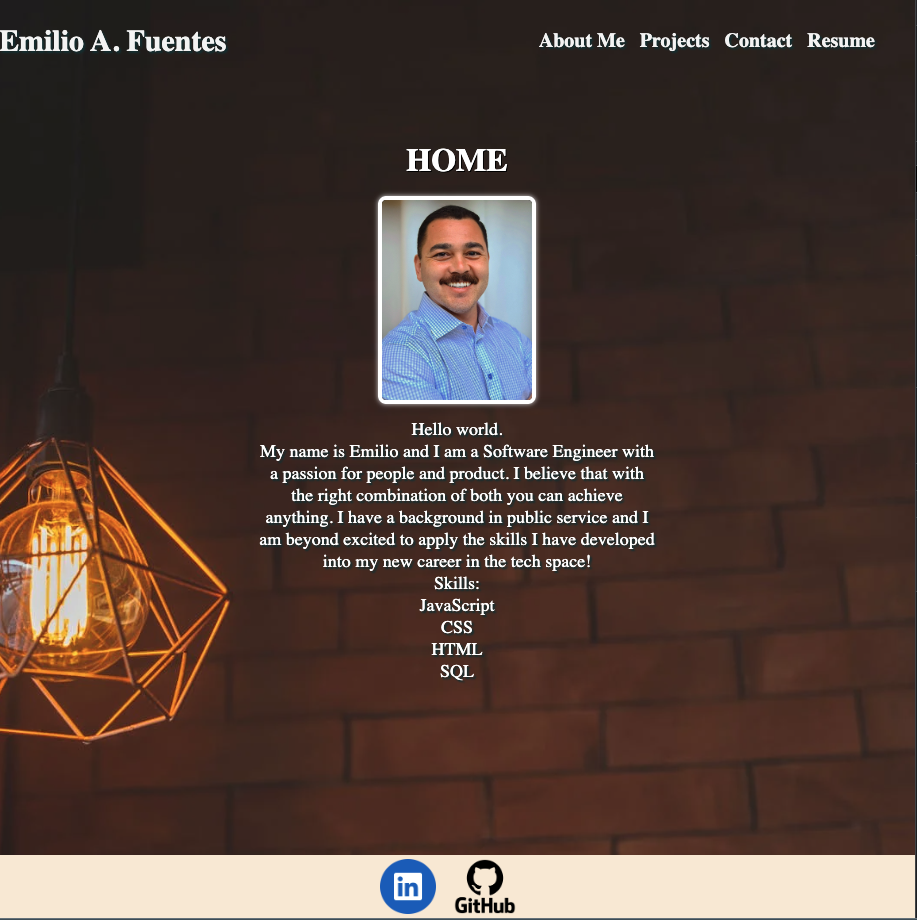 Emilio A. Fuentes
About Me Projects Contact Resume
HOME
Hello world.
My name is Emilio and I am a Software Engineer with
a passion for people and product. I believe that with
the right combination of both you can achieve
anything. I have a background in public service and I
am beyond excited to apply the skills I have developed
into my new career in the tech space!
Skills:
JavaScript
CSS
HTML
SQL
in
GitHub